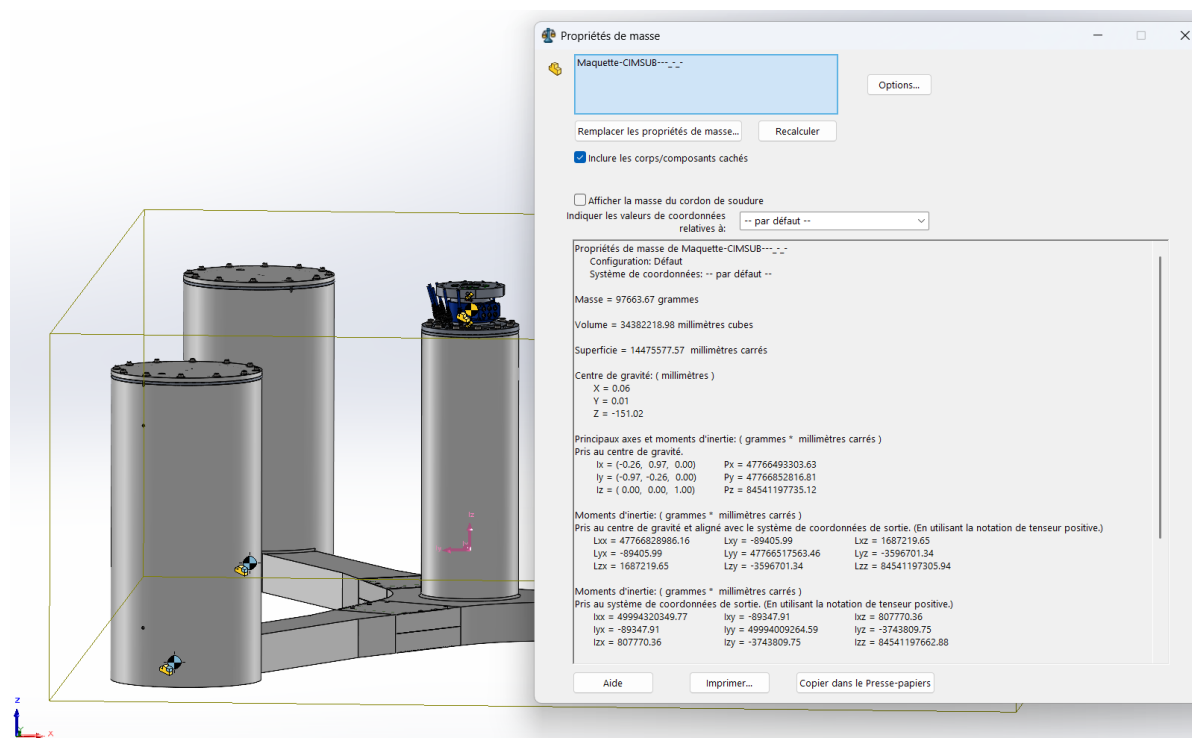 Propriétés de masse
Maquette-CIMSUB---_-_-
Options...
Remplacer les propriétés de masse... Recalculer
Inclure les corps/composants cachés
Afficher la masse du cordon de soudure
Indiquer les valeurs de coordonnées relatives à: -- par défaut --
Propriétés de masse de Maquette-CIMSUB---_-_-
Configuration: Défaut
Système de coordonnées: -- par défaut --
Masse = 97663.67 grammes
Volume = 34382218.98 millimètres cubes
Superficie = 14475577.57 millimètres carrés
Centre de gravité: ( millimètres )
X = 0.06
Y = 0.01
Z = -151.02
Principaux axes et moments d'inertie: ( grammes * millimètres carrés )
Pris au centre de gravité.
Ix = (-0.26, 0.97, 0.00) Px = 47766493303.63
Iy = (-0.97, -0.26, 0.00) Py = 47766852816.81
Iz = ( 0.00, 0.00, 1.00) Pz = 84541197735.12
Moments d'inertie: ( grammes * millimètres carrés )
Pris au centre de gravité et aligné avec le système de coordonnées de sortie. (En utilisant la notation de tenseur positive.)
Lxx = 47766828986.16 Lxy = -89405.99 Lxz = 1687219.65
Lyx = -89405.99 Lyy = 47766517563.46 Lyz = -3596701.34
Lzx = 1687219.65 Lzy = -3596701.34 Lzz = 84541197305.94
Moments d'inertie: ( grammes * millimètres carrés )
Pris au système de coordonnées de sortie. (En utilisant la notation de tenseur positive.)
Ixx = 49994320349.77 Ixy = -89347.91 Ixz = 807770.36
Iyx = -89347.91 Iyy = 49994009264.59 Iyz = -3743809.75
Izx = 807770.36 Izy = -3743809.75 Izz = 84541197662.88
Aide Imprimer... Copier dans le Presse-papiers
z
x